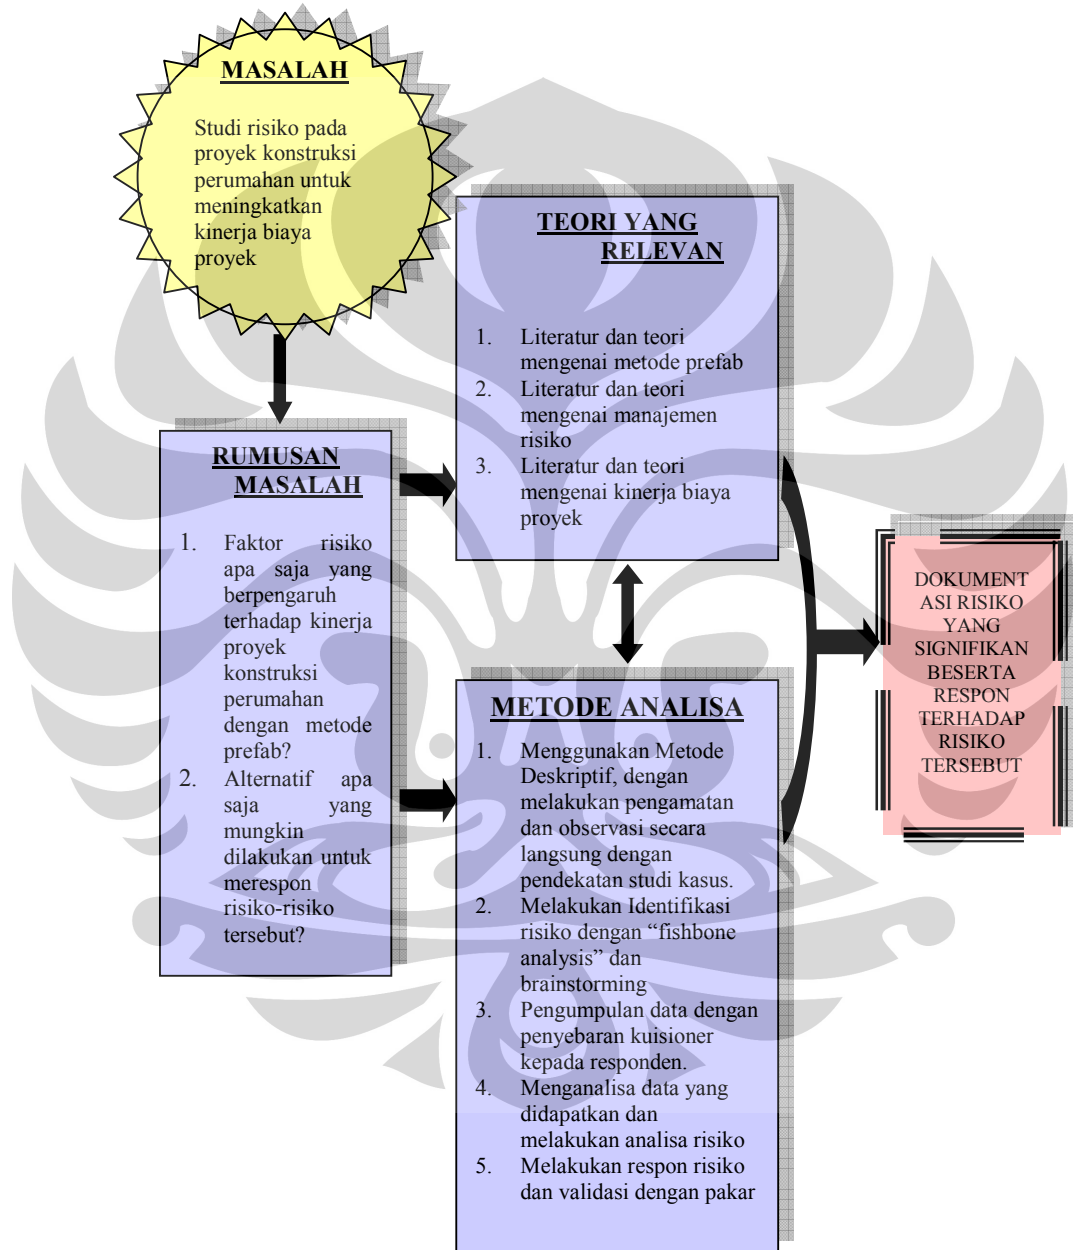 MASALAH
Studi risiko pada
proyek konstruksi
perumahan untuk
meningkatkan
kinerja biaya
proyek
TEORI YANG
RELEVAN
1. Literatur dan teori
mengenai metode prefab
2. Literatur dan teori
mengenai manajemen
risiko
3. Literatur dan teori
mengenai kinerja biaya
proyek
RUMUSAN
MASALAH
1. Faktor risiko
apa saja yang
berpengaruh
terhadap kinerja
proyek
konstruksi
perumahan
dengan metode
prefab?
2. Alternatif apa
saja yang
mungkin
dilakukan untuk
merespon
risiko-risiko
tersebut?
METODE ANALISA
1. Menggunakan Metode
Deskriptif, dengan
melakukan pengamatan
dan observasi secara
langsung dengan
pendekatan studi kasus.
2. Melakukan Identifikasi
risiko dengan “fishbone
analysis” dan
brainstorming
3. Pengumpulan data dengan
penyebaran kuisioner
kepada responden.
4. Menganalisa data yang
didapatkan dan
melakukan analisa risiko
5. Melakukan respon risiko
dan validasi dengan pakar
DOKUMENT
ASI RISIKO
YANG
SIGNIFIKAN
BESERTA
RESPON
TERHADAP
RISIKO
TERSEBUT